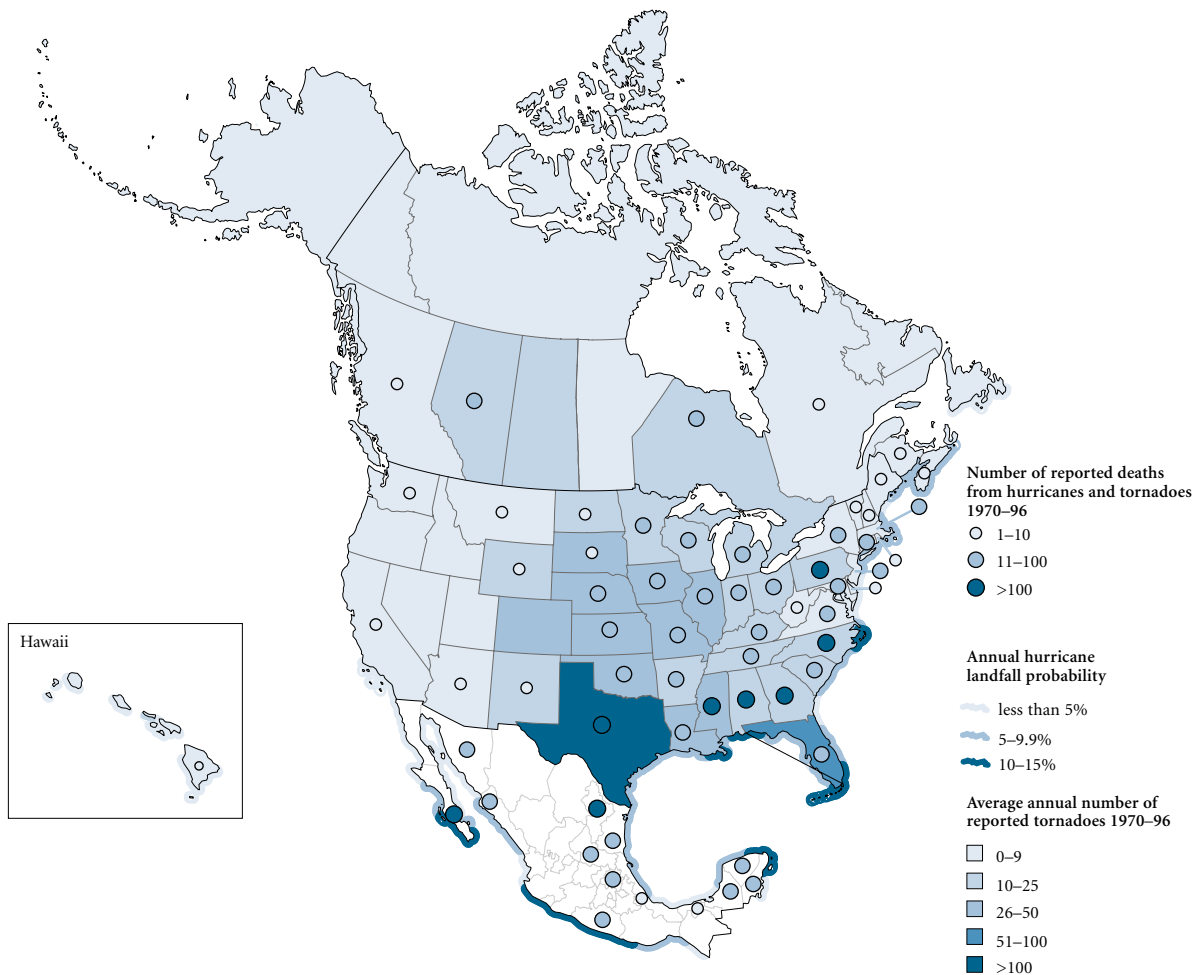 Hawaii
Number of reported deaths
from hurricanes and tornadoes
1970–96
1–10
11–100
>100
Annual hurricane
landfall probability
less than 5%
5–9.9%
10–15%
Average annual number of
reported tornadoes 1970–96
0–9
10–25
26–50
51–100
>100